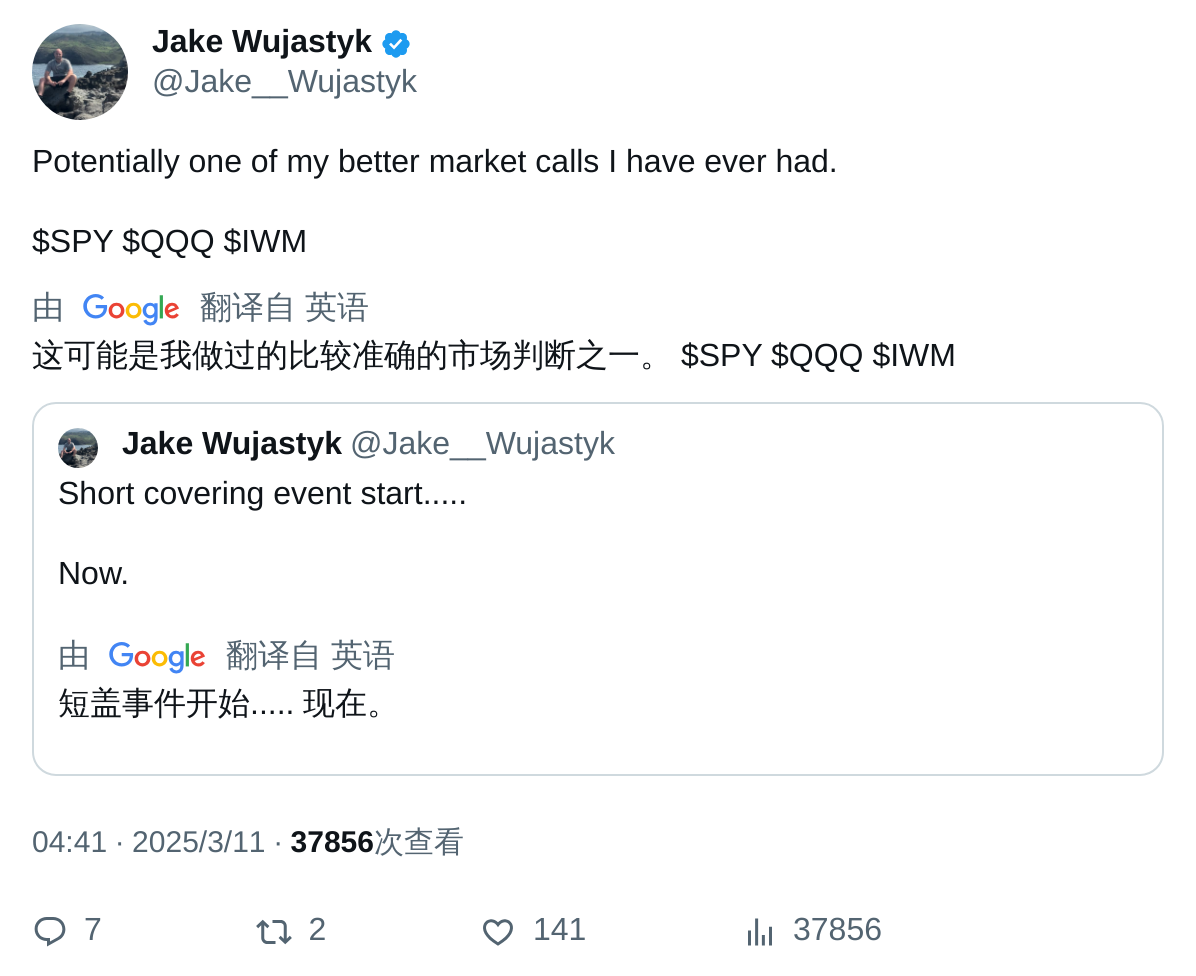 Jake Wujastyk
@Jake__Wujastyk
Potentially one of my better market calls I have ever had.
$SPY $QQQ $IWM
由 Google 翻译自 英语
这可能是我做过的比较准确的市场判断之一。 $SPY $QQQ $IWM
Jake Wujastyk @Jake__Wujastyk
Short covering event start.....
Now.
由 Google 翻译自 英语
短盖事件开始..... 现在。
04:41 · 2025/3/11 · 37856次查看
7 2 141 37856